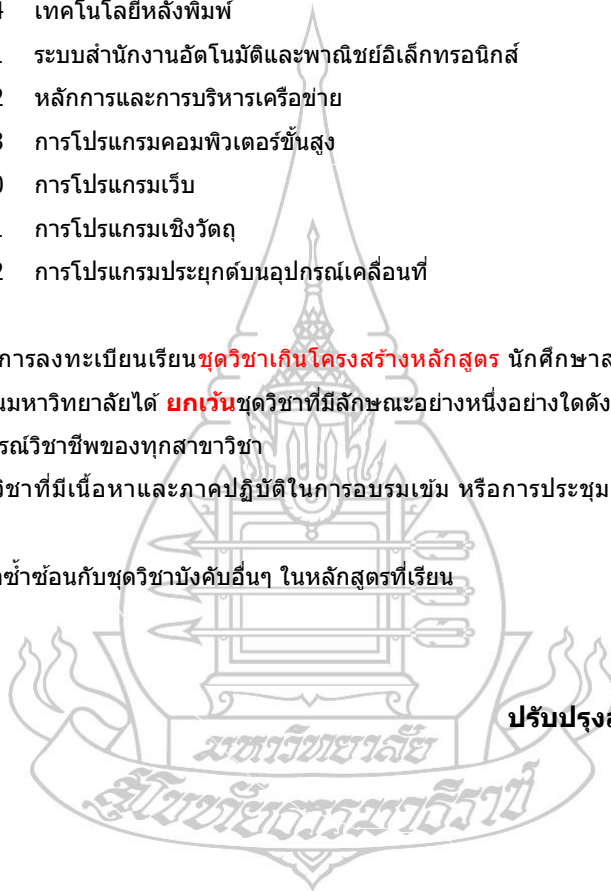 4 เทคโนโลยีหลังพิมพ์
1 ระบบสำนักงานอัตโนมัติและพาณิชย์อิเล็กทรอนิกส์
2 หลักการและการบริหารเครือข่าย
3 การโปรแกรมคอมพิวเตอร์ขั้นสูง
0 การโปรแกรมเว็บ
1 การโปรแกรมเชิงวัตถุ
2 การโปรแกรมประยุกต์บนอุปกรณ์เคลื่อนที่
การลงทะเบียนเรียนชุดวิชาเกินโครงสร้างหลักสูตร นักศึกษาส
นมหาวิทยาลัยได้ ยกเว้นชุดวิชาที่มีลักษณะอย่างหนึ่งอย่างใดดัง
รณ์วิชาชีพของทุกสาขาวิชา
วิชาที่มีเนื้อหาและภาคปฏิบัติในการอบรมเข้ม หรือการประชุม
าซ้ำซ้อนกับชุดวิชาบังคับอื่นๆ ในหลักสูตรที่เรียน
ปรับปรุงส
มหาวิทยาลัย
สุโขทัยธรรมาธิราช